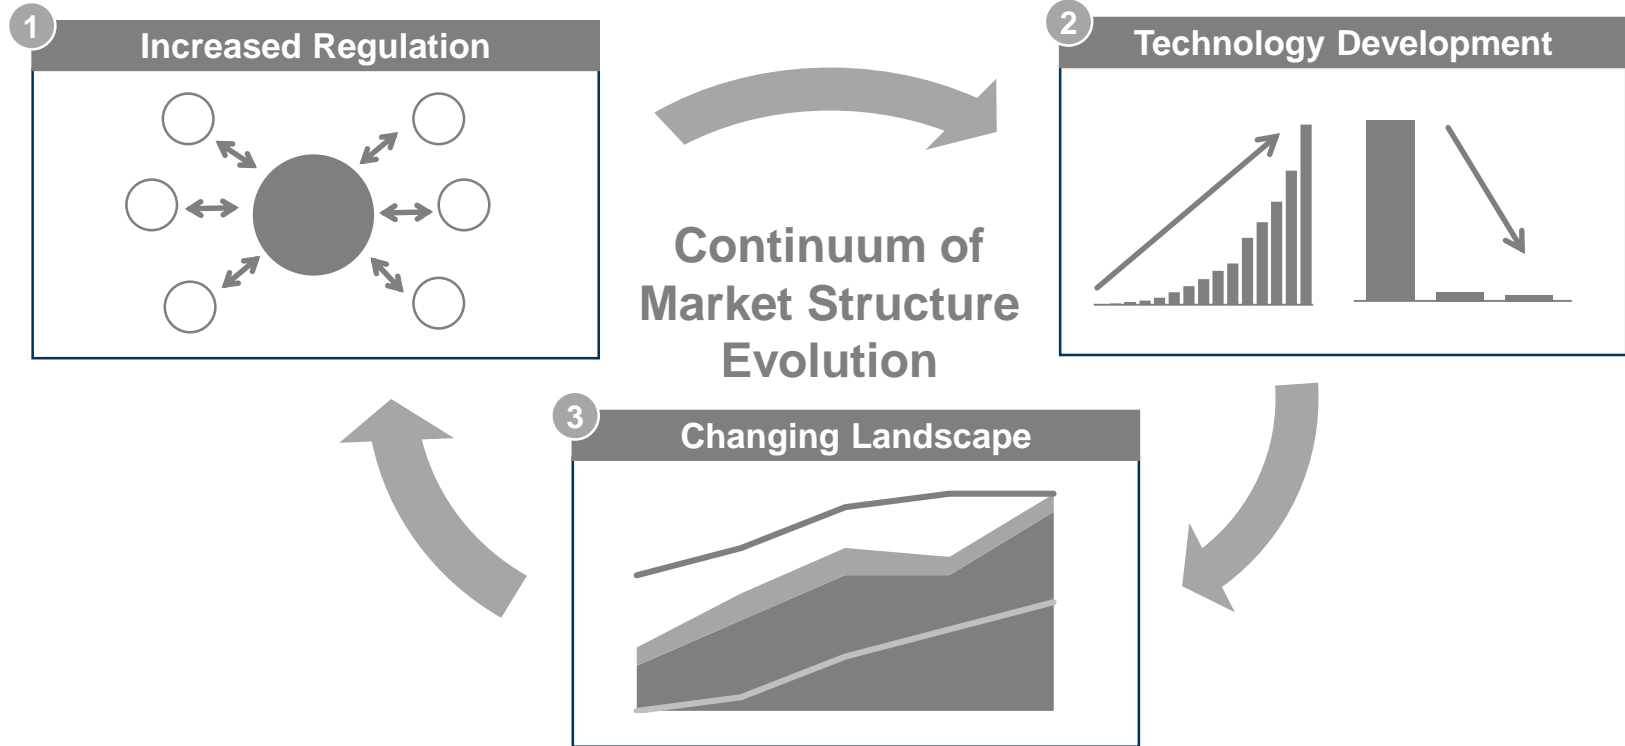 1
Increased Regulation
2
Technology Development
Continuum of
Market Structure
Evolution
3
Changing Landscape